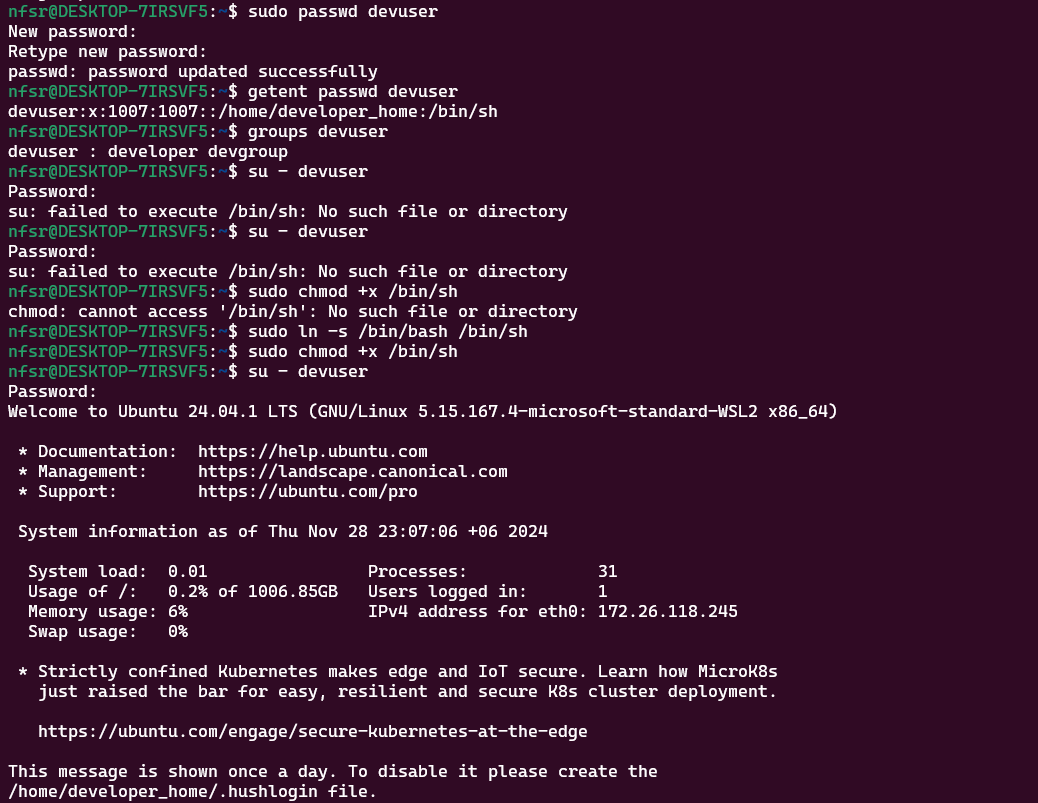 nfsr@DESKTOP-7IRSVF5:~$ sudo passwd devuser
New password:
Retype new password:
passwd: password updated successfully
nfsr@DESKTOP-7IRSVF5:~$ getent passwd devuser
devuser:x:1007:1007::/home/developer_home:/bin/sh
nfsr@DESKTOP-7IRSVF5:~$ groups devuser
devuser : developer devgroup
nfsr@DESKTOP-7IRSVF5:~$ su - devuser
Password:
su: failed to execute /bin/sh: No such file or directory
nfsr@DESKTOP-7IRSVF5:~$ su - devuser
Password:
su: failed to execute /bin/sh: No such file or directory
nfsr@DESKTOP-7IRSVF5:~$ sudo chmod +x /bin/sh
chmod: cannot access '/bin/sh': No such file or directory
nfsr@DESKTOP-7IRSVF5:~$ sudo ln -s /bin/bash /bin/sh
nfsr@DESKTOP-7IRSVF5:~$ sudo chmod +x /bin/sh
nfsr@DESKTOP-7IRSVF5:~$ su - devuser
Password:
Welcome to Ubuntu 24.04.1 LTS (GNU/Linux 5.15.167.4-microsoft-standard-WSL2 x86_64)

 * Documentation:  https://help.ubuntu.com
 * Management:     https://landscape.canonical.com
 * Support:        https://ubuntu.com/pro

 System information as of Thu Nov 28 23:07:06 +06 2024

  System load:  0.01                Processes:             31
  Usage of /:   0.2% of 1006.85GB   Users logged in:       1
  Memory usage: 6%                  IPv4 address for eth0: 172.26.118.245
  Swap usage:   0%

 * Strictly confined Kubernetes makes edge and IoT secure. Learn how MicroK8s
   just raised the bar for easy, resilient and secure K8s cluster deployment.

   https://ubuntu.com/engage/secure-kubernetes-at-the-edge

This message is shown once a day. To disable it please create the
/home/developer_home/.hushlogin file.